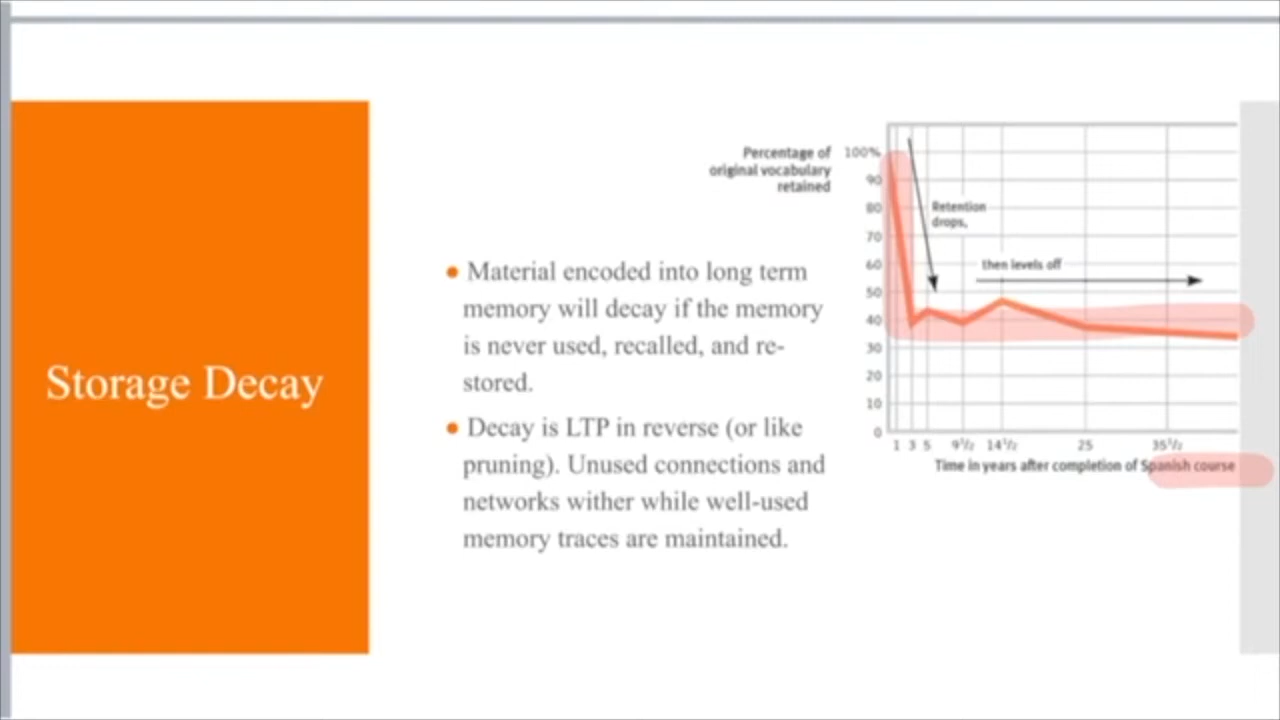 Storage Decay
Material encoded into long term
memory will decay if the memory
is never used, recalled, and re-
stored.
Decay is LTP in reverse (or like
pruning). Unused connections and
networks wither while well-used
memory traces are maintained.
Percentage of
original vocabulary
retained
100%
90
80
70
60
50
40
30
20
10
0
Retention
drops,
then levels off
1 3 5 9½ 14½ 25 35½
Time in years after completion of Spanish course